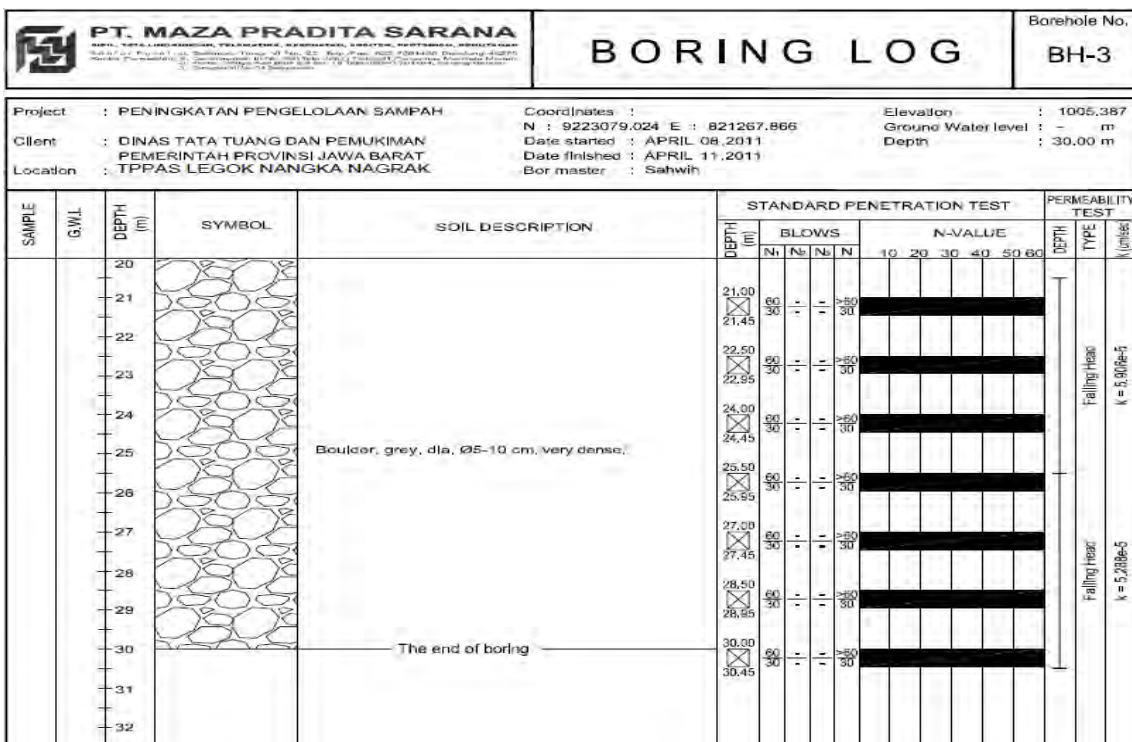 PT. MAZA PRADITA SARANA
BORING LOG
Borehole No.
BH-3
Project : PENINGKATAN PENGELOLAAN SAMPAH
Client : DINAS TATA TUANG DAN PEMUKIMAN
PEMERINTAH PROVINSI JAWA BARAT
Location : TPPAS LEGOK NANGKA NAGRAK
Coordinates :
N : 9223079.024 E : 821267.866
Date started : APRIL 08,2011
Date finished : APRIL 11,2011
Bor master : Sahwih
Elevation : 1005,387
Ground Water level : - m
Depth : 30.00 m
SAMPLE
G.W.L
DEPTH (m)
SYMBOL
SOIL DESCRIPTION
STANDARD PENETRATION TEST
DEPTH (m)
BLOWS
N1 N2 N3 N
N-VALUE
10 20 30 40 50 60
PERMEABILITY TEST
DEPTH
TYPE
k (cm/sec)
20
21
22
23
24
25
26
27
28
29
30
31
32
Boulder, grey, dia, Ø5-10 cm, very dense,
The end of boring
21.00
60/30 - - >60/30
21.45
22.50
60/30 - - >60/30
22.95
24.00
60/30 - - >60/30
24.45
25.50
60/30 - - >60/30
25.95
27.00
60/30 - - >60/30
27.45
28.50
60/30 - - >60/30
28.95
30.00
60/30 - - >60/30
30.45
Falling Head
k = 5,906e-5
Falling Head
k = 5,288e-5